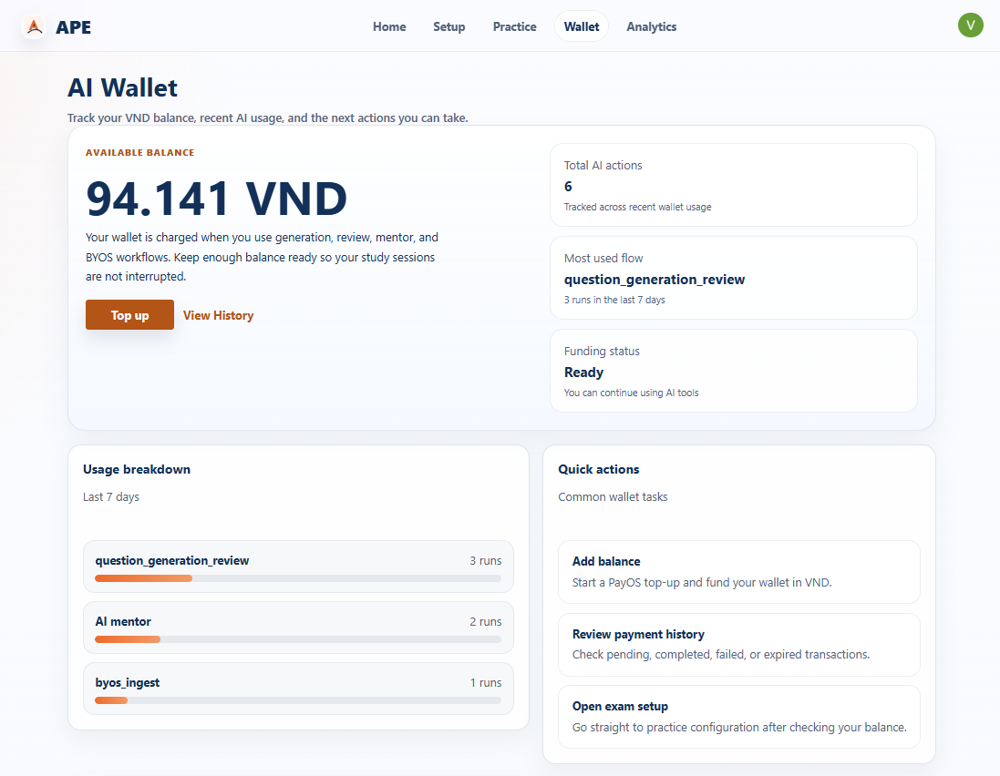 APE
Home
Setup
Practice
Wallet
Analytics
V
AI Wallet
Track your VND balance, recent AI usage, and the next actions you can take.
AVAILABLE BALANCE
94.141 VND
Your wallet is charged when you use generation, review, mentor, and
BYOS workflows. Keep enough balance ready so your study sessions
are not interrupted.
Top up
View History
Total AI actions
6
Tracked across recent wallet usage
Most used flow
question_generation_review
3 runs in the last 7 days
Funding status
Ready
You can continue using AI tools
Usage breakdown
Last 7 days
question_generation_review
3 runs
AI mentor
2 runs
byos_ingest
1 runs
Quick actions
Common wallet tasks
Add balance
Start a PayOS top-up and fund your wallet in VND.
Review payment history
Check pending, completed, failed, or expired transactions.
Open exam setup
Go straight to practice configuration after checking your balance.